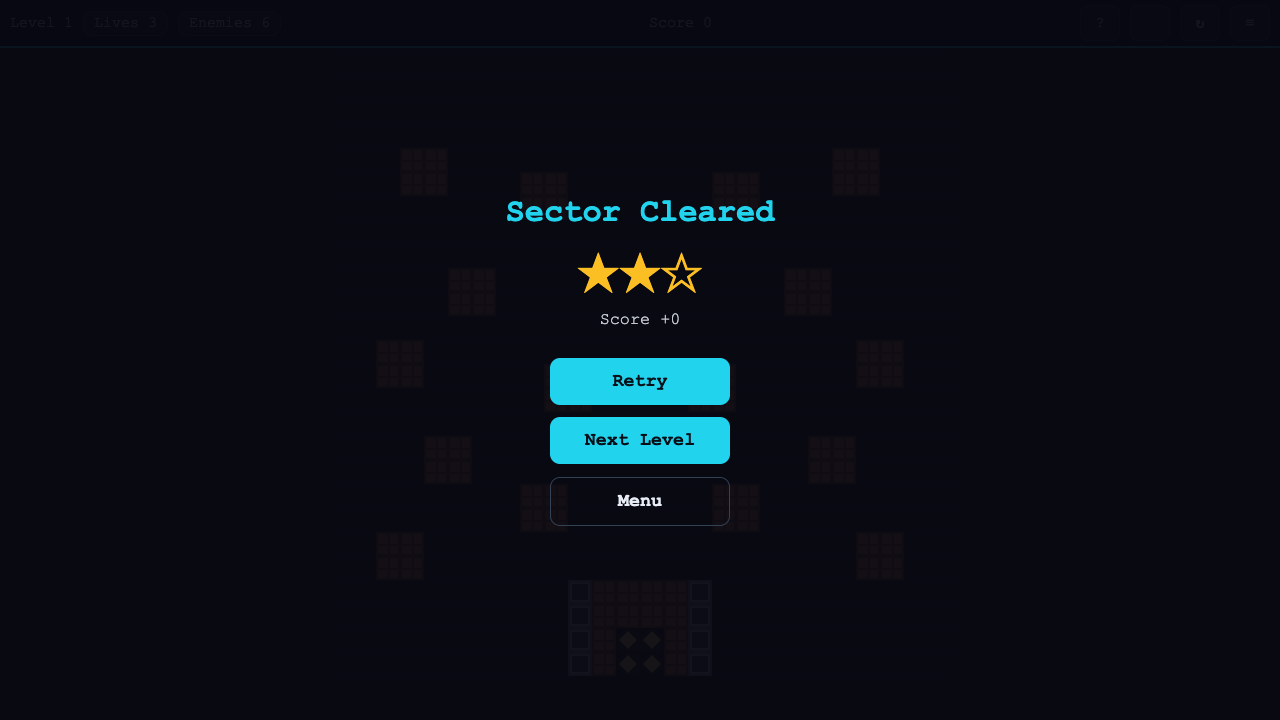 Level 1 Lives 3 Enemies 6 Score 0 ? ↻ ≡
Sector Cleared
★★☆
Score +0
Retry
Next Level
Menu